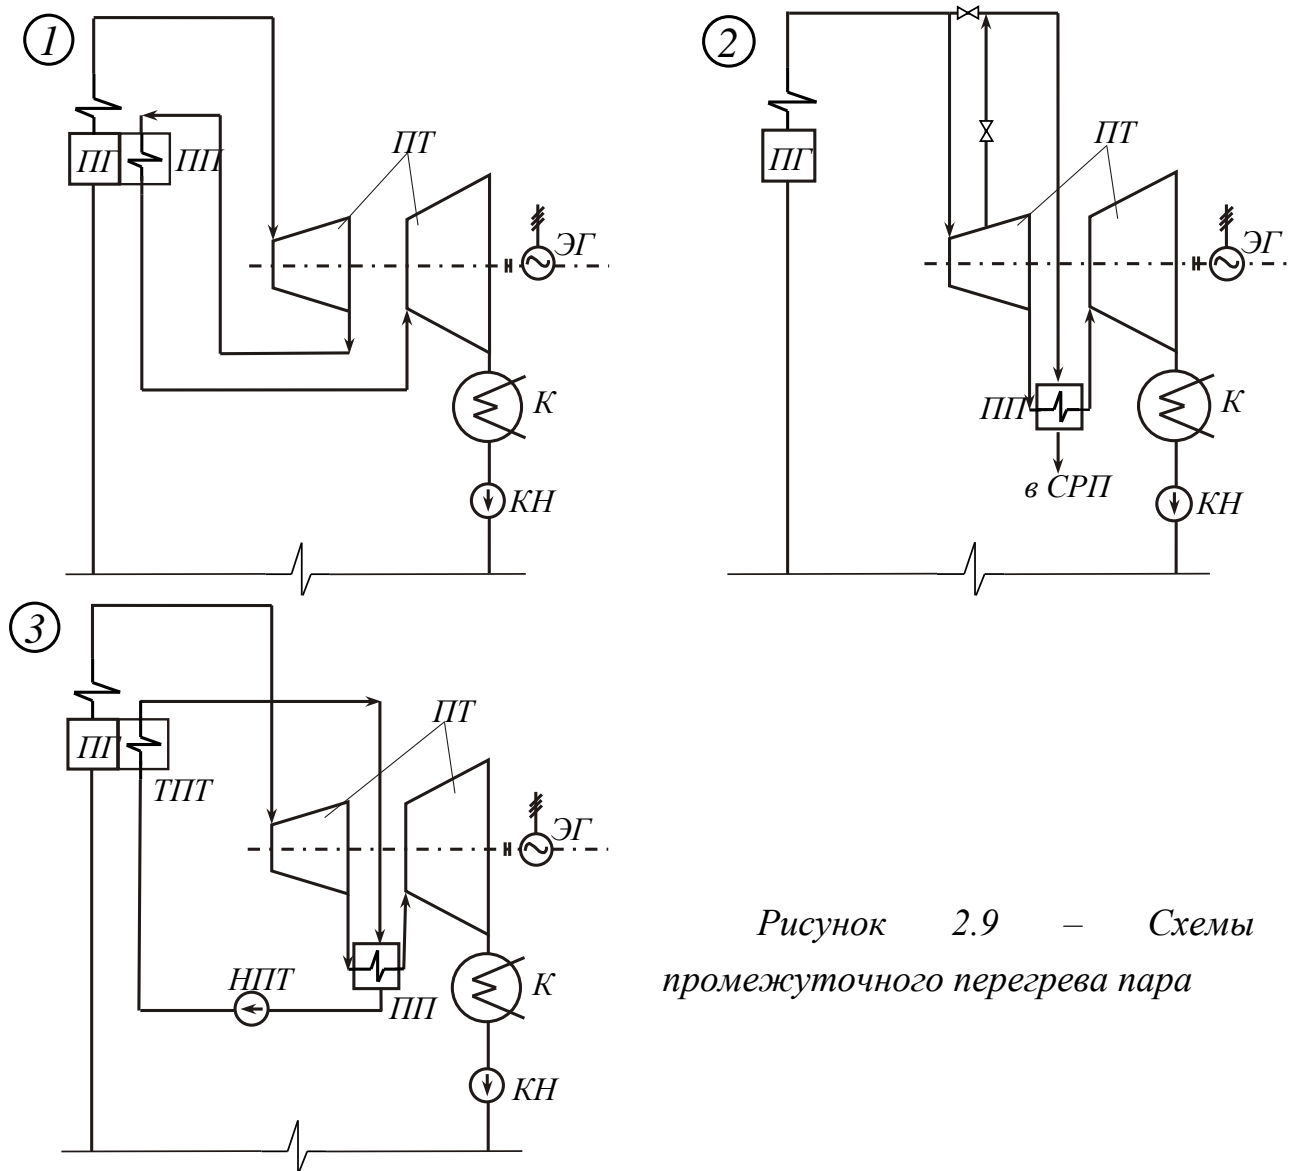 1
ПГ
ПП
ПТ
ЭГ
К
КН
2
ПГ
ПТ
ЭГ
ПП
К
в СРП
КН
3
ПГ
ТПТ
ПТ
ЭГ
НПТ
ПП
К
КН
Рисунок 2.9 – Схемы
промежуточного перегрева пара